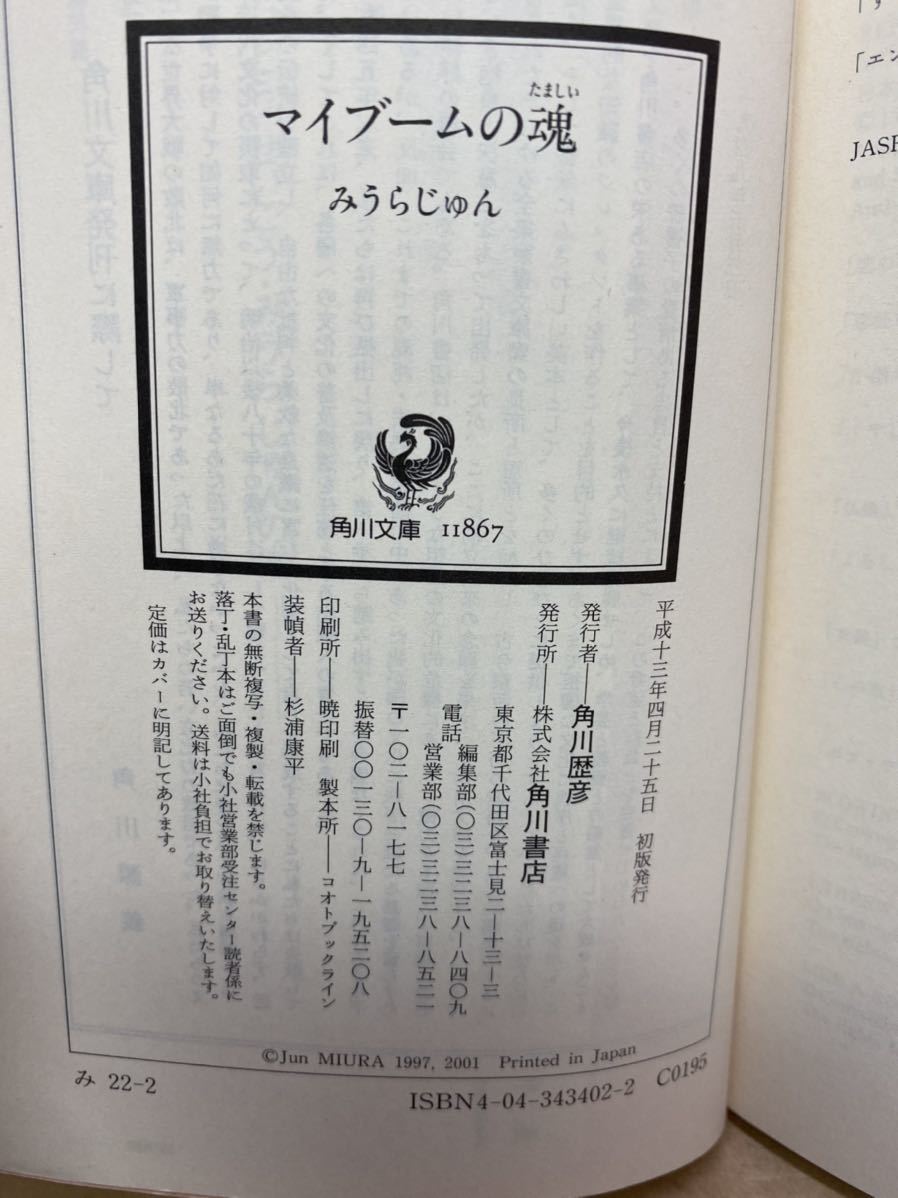 マイブームの魂
たましい
みうらじゅん
角川文庫 11867
平成十三年四月二十五日 初版発行
発行者――角川歴彦
発行所――株式会社角川書店
東京都千代田区富士見二―十三―三
電話 編集部(〇三)三二三八―八四〇九
営業部(〇三)三二三八―八五二一
〒一〇二―八一七七
振替〇〇一三〇―九―一九五二〇八
印刷所――暁印刷 製本所――コオトブックライン
装幀者――杉浦康平
本書の無断複写・複製・転載を禁じます。
落丁・乱丁本はご面倒でも小社営業部受注センター読者係に
お送りください。送料は小社負担でお取り替えいたします。
定価はカバーに明記してあります。
©Jun MIURA 1997, 2001 Printed in Japan
み 22-2
ISBN4-04-343402-2 C0195
「エン